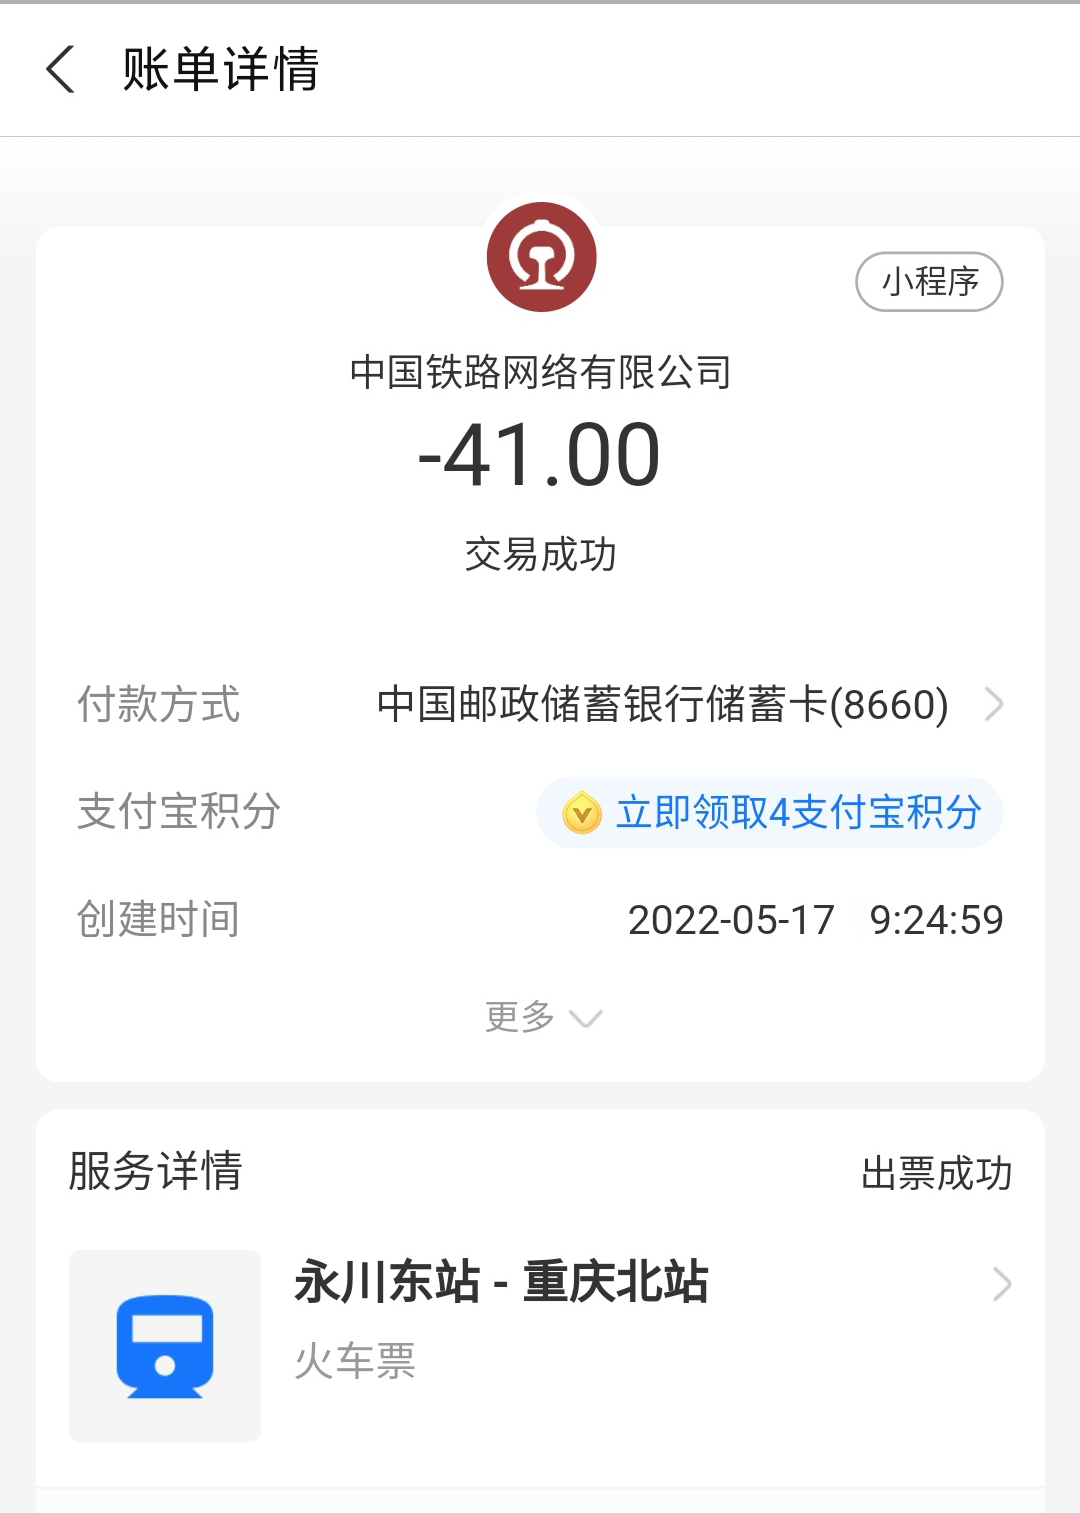 账单详情
小程序
中国铁路网络有限公司
-41.00
交易成功
付款方式 中国邮政储蓄银行储蓄卡(8660)
支付宝积分 立即领取4支付宝积分
创建时间 2022-05-17 9:24:59
更多
服务详情 出票成功
永川东站 - 重庆北站
火车票